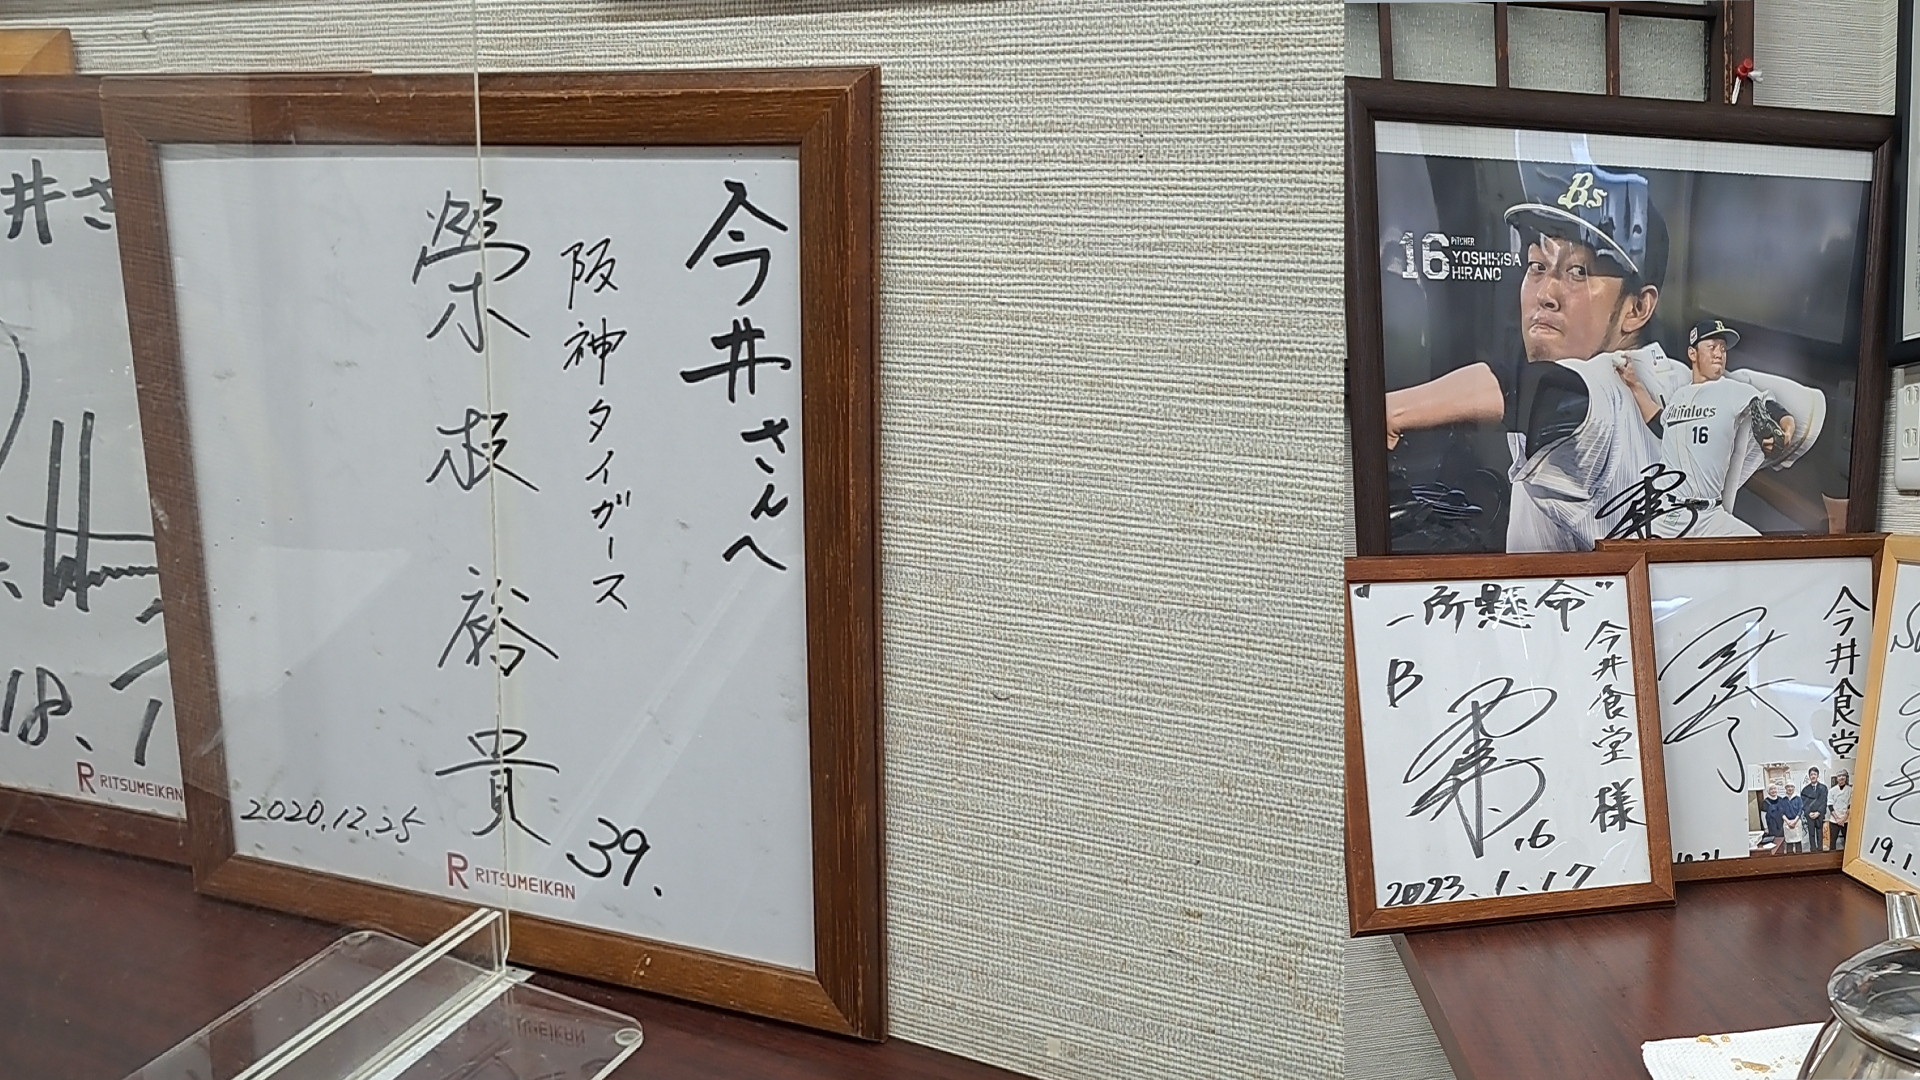 井さ
18.1
RITSUMEIKAN
今井さんへ
阪神タイガース
榮枝裕貴
39.
2020.12.25
R RITSUMEIKAN
Bs
16
PITCHER
YOSHIHISA
HIRANO
Buffaloes
16
"一所懸命"
今井食堂様
B
.16
2023.1.17
今井食堂
19.1.